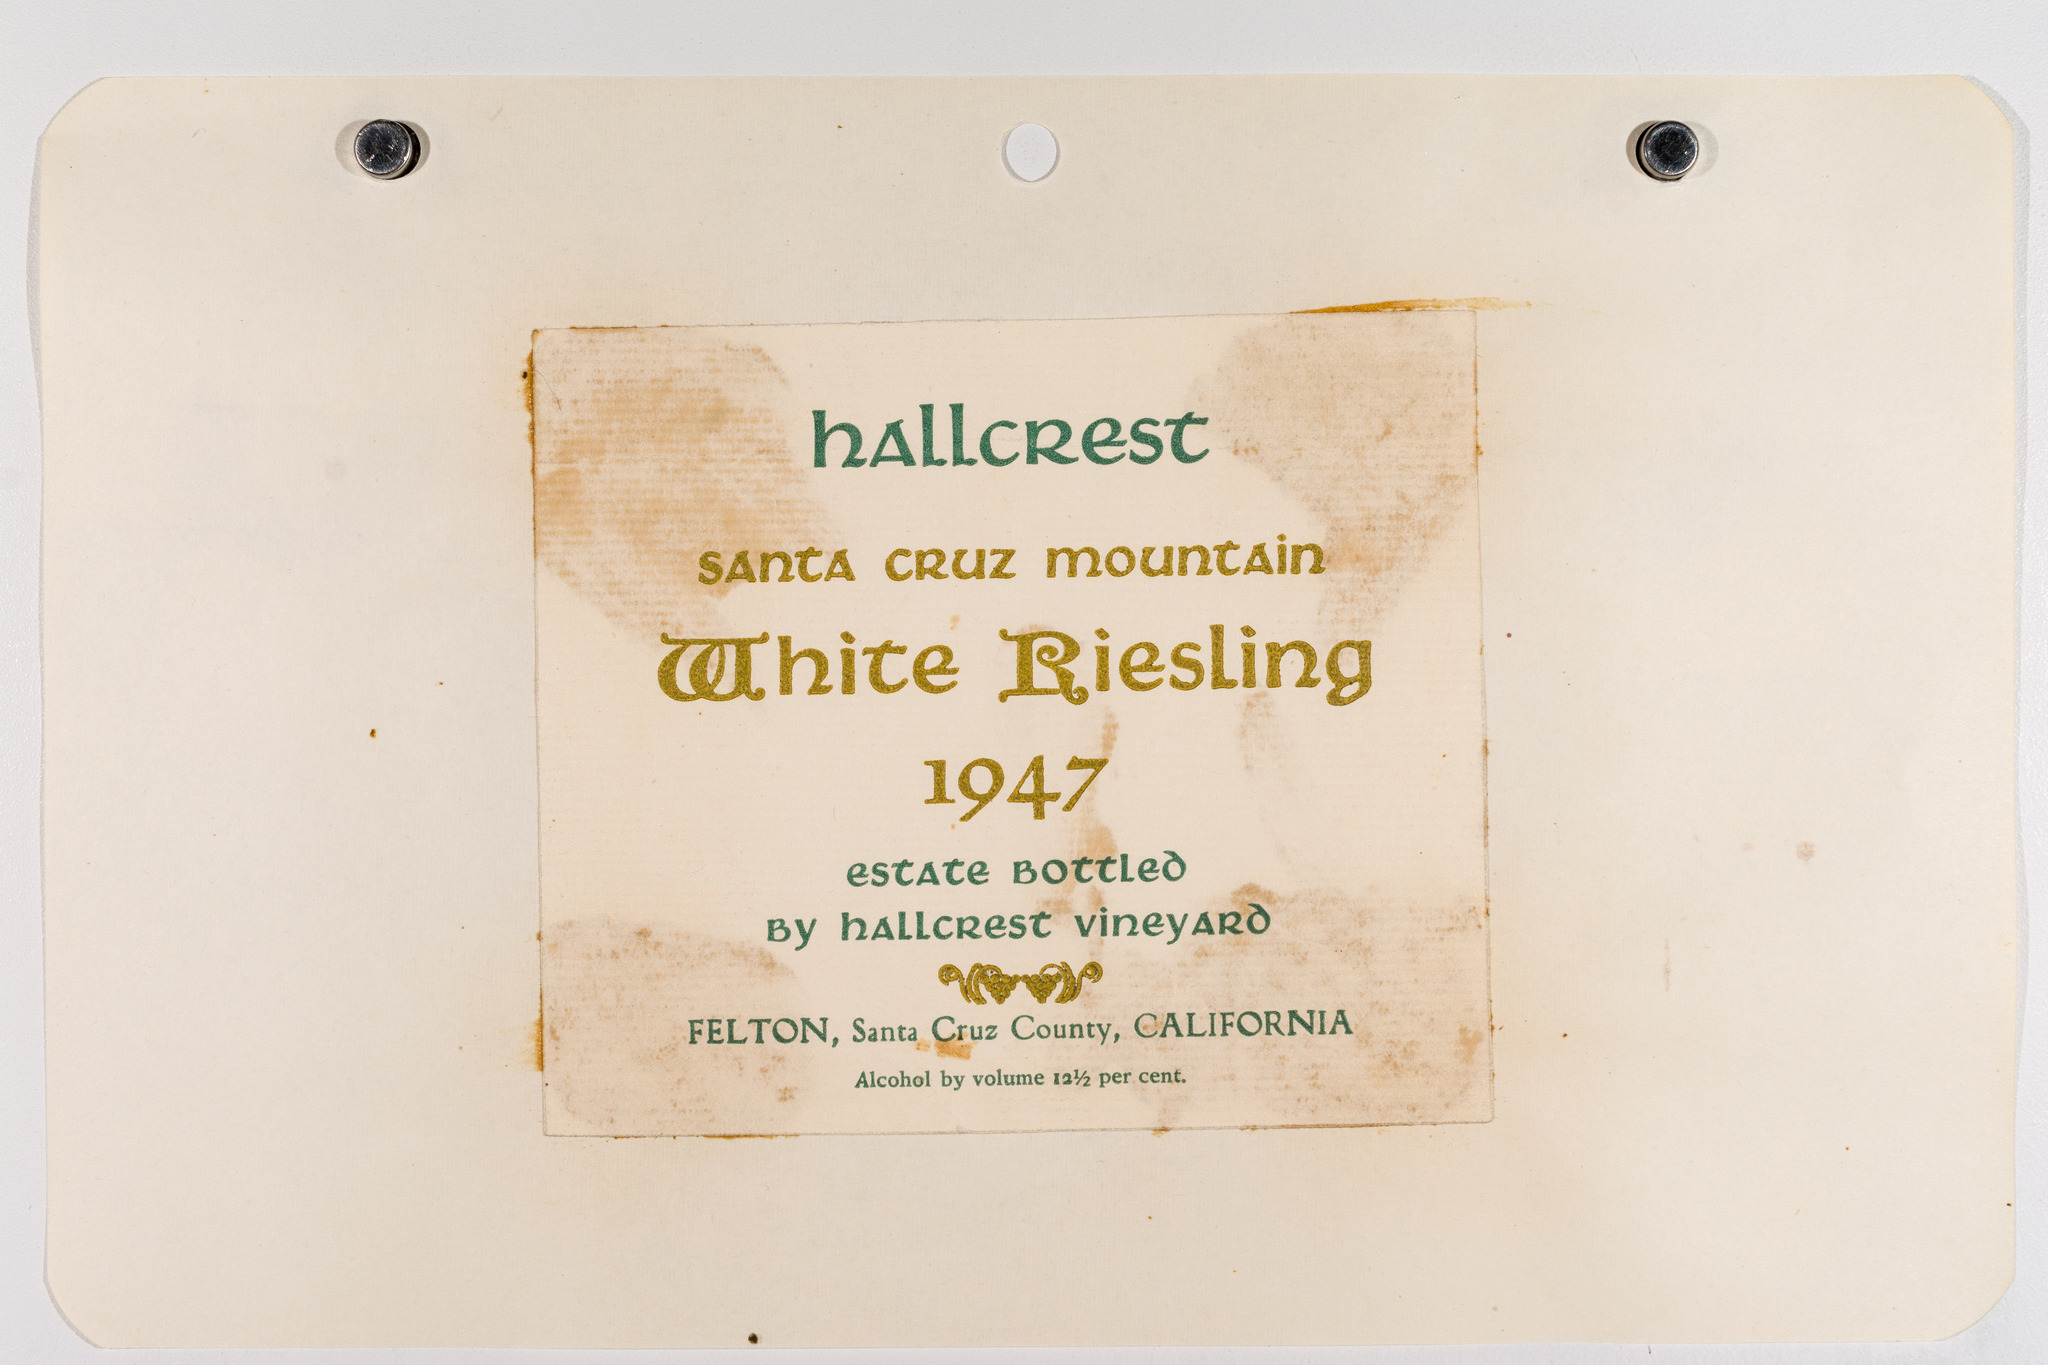 hallcrest
Santa Cruz Mountain
White Riesling
1947
Estate Bottled
By Hallcrest Vineyard
FELTON, Santa Cruz County, CALIFORNIA
Alcohol by volume 12½ per cent.